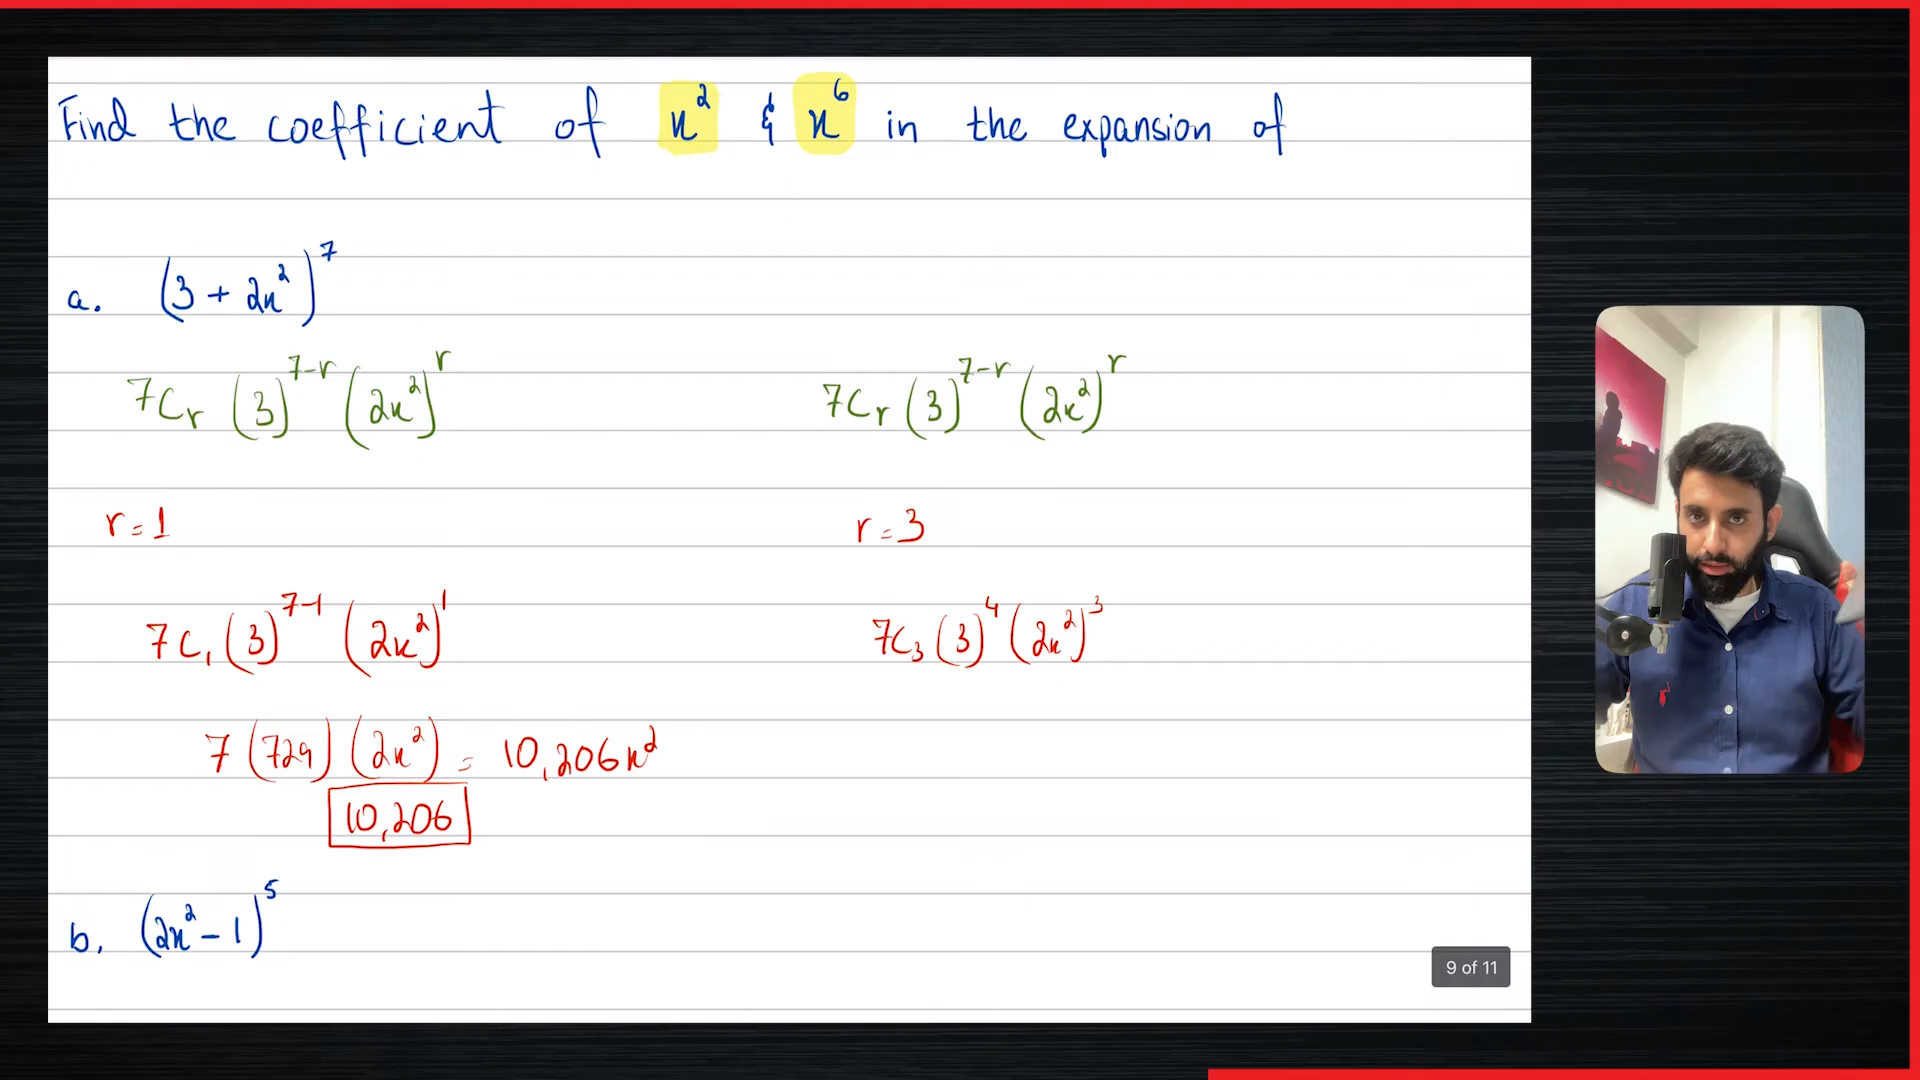 Find the coefficient of x² & x⁶ in the expansion of
a. (3 + 2x²)⁷
7Cr (3)⁷⁻ʳ (2x²)ʳ
7Cr (3)⁷⁻ʳ (2x²)ʳ
r = 1
r = 3
7C₁ (3)⁷⁻¹ (2x²)¹
7C₃ (3)⁴ (2x²)³
7 (729) (2x²) = 10,206x²
10,206
b. (2x² - 1)⁵
9 of 11